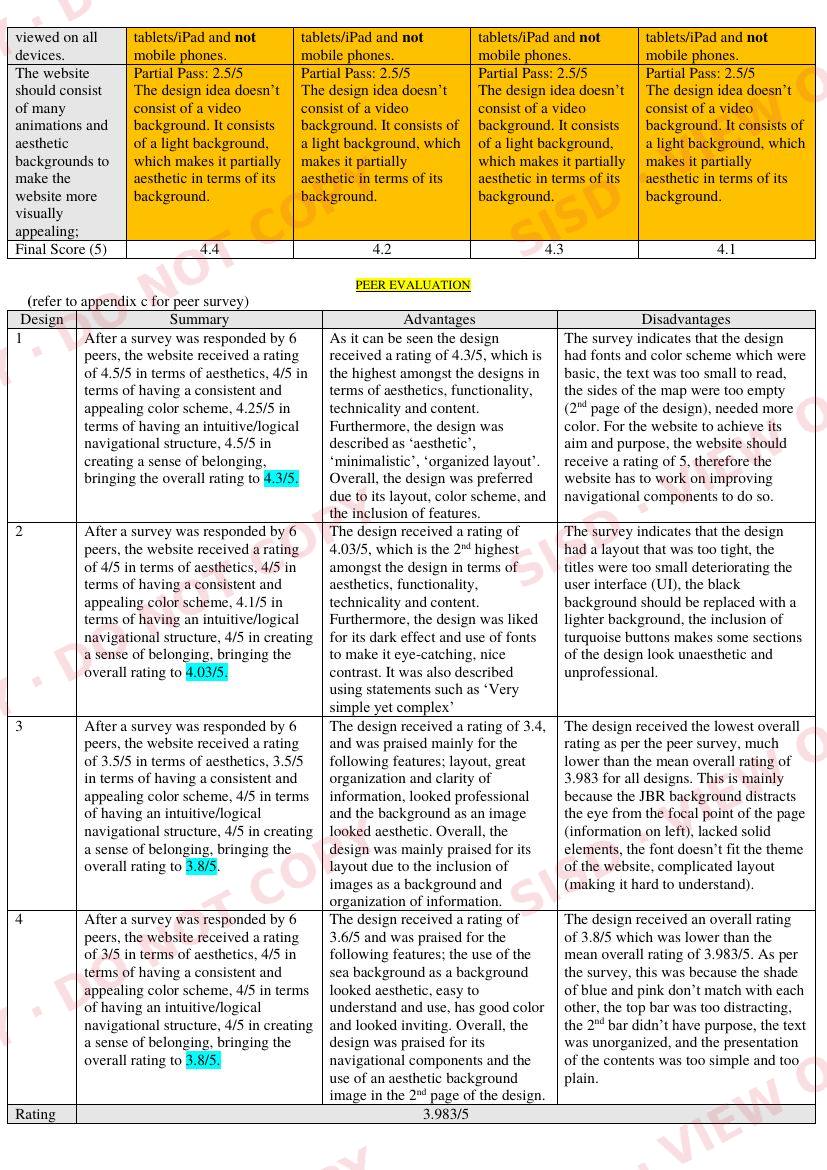 viewed on all
devices.
tablets/iPad and not
mobile phones.
tablets/iPad and not
mobile phones.
tablets/iPad and not
mobile phones.
tablets/iPad and not
mobile phones.
The website
should consist
of many
animations and
aesthetic
backgrounds to
make the
website more
visually
appealing;
Partial Pass: 2.5/5
The design idea doesn’t
consist of a video
background. It consists
of a light background,
which makes it partially
aesthetic in terms of its
background.
Partial Pass: 2.5/5
The design idea doesn’t
consist of a video
background. It consists of
a light background, which
makes it partially
aesthetic in terms of its
background.
Partial Pass: 2.5/5
The design idea doesn’t
consist of a video
background. It consists
of a light background,
which makes it partially
aesthetic in terms of its
background.
Partial Pass: 2.5/5
The design idea doesn’t
consist of a video
background. It consists of
a light background, which
makes it partially
aesthetic in terms of its
background.
Final Score (5)
4.4
4.2
4.3
4.1
PEER EVALUATION
(refer to appendix c for peer survey)
Design
Summary
Advantages
Disadvantages
1
After a survey was responded by 6
peers, the website received a rating
of 4.5/5 in terms of aesthetics, 4/5 in
terms of having a consistent and
appealing color scheme, 4.25/5 in
terms of having an intuitive/logical
navigational structure, 4.5/5 in
creating a sense of belonging,
bringing the overall rating to 4.3/5.
As it can be seen the design
received a rating of 4.3/5, which is
the highest amongst the designs in
terms of aesthetics, functionality,
technicality and content.
Furthermore, the design was
described as ‘aesthetic’,
‘minimalistic’, ‘organized layout’.
Overall, the design was preferred
due to its layout, color scheme, and
the inclusion of features.
The survey indicates that the design
had fonts and color scheme which were
basic, the text was too small to read,
the sides of the map were too empty
(2nd page of the design), needed more
color. For the website to achieve its
aim and purpose, the website should
receive a rating of 5, therefore the
website has to work on improving
navigational components to do so.
2
After a survey was responded by 6
peers, the website received a rating
of 4/5 in terms of aesthetics, 4/5 in
terms of having a consistent and
appealing color scheme, 4.1/5 in
terms of having an intuitive/logical
navigational structure, 4/5 in creating
a sense of belonging, bringing the
overall rating to 4.03/5.
The design received a rating of
4.03/5, which is the 2nd highest
amongst the design in terms of
aesthetics, functionality,
technicality and content.
Furthermore, the design was liked
for its dark effect and use of fonts
to make it eye-catching, nice
contrast. It was also described
using statements such as ‘Very
simple yet complex’
The survey indicates that the design
had a layout that was too tight, the
titles were too small deteriorating the
user interface (UI), the black
background should be replaced with a
lighter background, the inclusion of
turquoise buttons makes some sections
of the design look unaesthetic and
unprofessional.
3
After a survey was responded by 6
peers, the website received a rating
of 3.5/5 in terms of aesthetics, 3.5/5
in terms of having a consistent and
appealing color scheme, 4/5 in terms
of having an intuitive/logical
navigational structure, 4/5 in creating
a sense of belonging, bringing the
overall rating to 3.8/5.
The design received a rating of 3.4,
and was praised mainly for the
following features; layout, great
organization and clarity of
information, looked professional
and the background as an image
looked aesthetic. Overall, the
design was mainly praised for its
layout due to the inclusion of
images as a background and
organization of information.
The design received the lowest overall
rating as per the peer survey, much
lower than the mean overall rating of
3.983 for all designs. This is mainly
because the JBR background distracts
the eye from the focal point of the page
(information on left), lacked solid
elements, the font doesn’t fit the theme
of the website, complicated layout
(making it hard to understand).
4
After a survey was responded by 6
peers, the website received a rating
of 3/5 in terms of aesthetics, 4/5 in
terms of having a consistent and
appealing color scheme, 4/5 in terms
of having an intuitive/logical
navigational structure, 4/5 in creating
a sense of belonging, bringing the
overall rating to 3.8/5.
The design received a rating of
3.6/5 and was praised for the
following features; the use of the
sea background as a background
looked aesthetic, easy to
understand and use, has good color
and looked inviting. Overall, the
design was praised for its
navigational components and the
use of an aesthetic background
image in the 2nd page of the design.
The design received an overall rating
of 3.8/5 which was lower than the
mean overall rating of 3.983/5. As per
the survey, this was because the shade
of blue and pink don’t match with each
other, the top bar was too distracting,
the 2nd bar didn’t have purpose, the text
was unorganized, and the presentation
of the contents was too simple and too
plain.
Rating
3.983/5
Y · DO NOT COPY
SISD · VIEW O
Y · DO NOT COPY
SISD · VIEW O
Y · DO NOT COPY
SISD · VIEW O